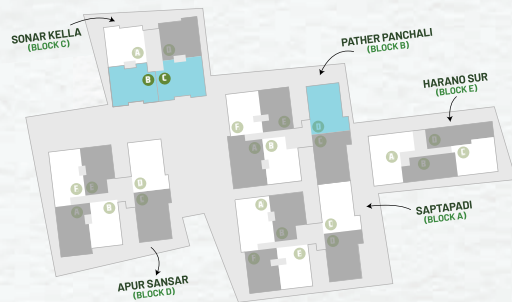 SONAR KELLA
(BLOCK C)
A
D
B
C
PATHER PANCHALI
(BLOCK B)
HARANO SUR
(BLOCK E)
F
E
A
B
D
C
A
D
B
C
E
C
D
A
B
C
A
D
F
E
C
B
SAPTAPADI
(BLOCK A)
APUR SANSAR
(BLOCK D)